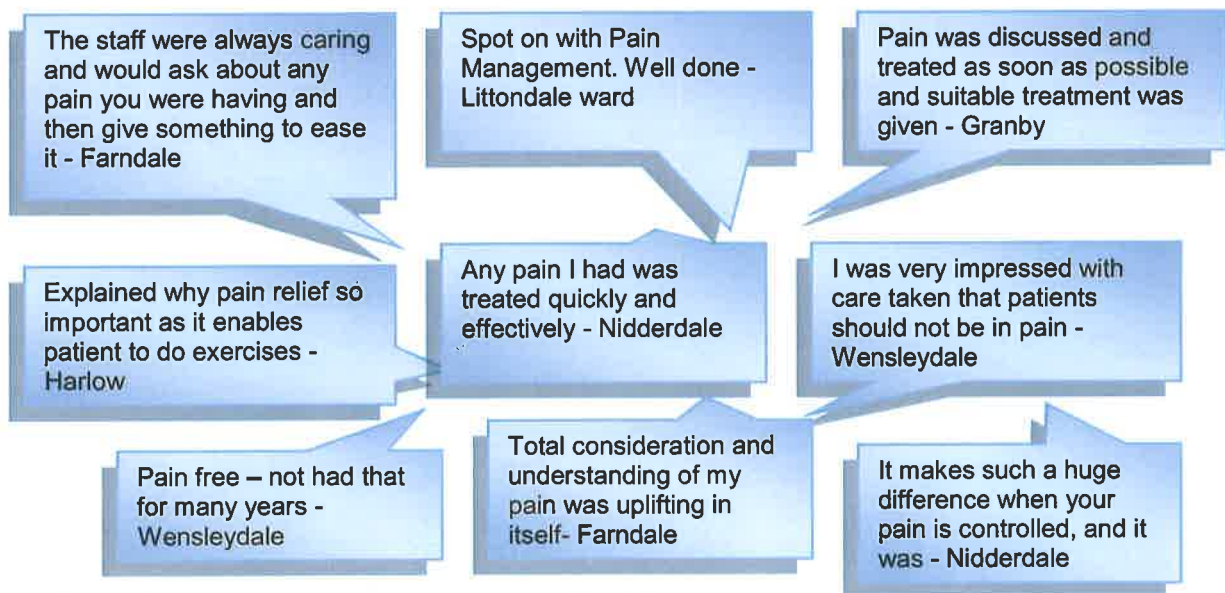 The staff were always caring
and would ask about any
pain you were having and
then give something to ease
it - Farndale
Spot on with Pain
Management. Well done -
Littondale ward
Pain was discussed and
treated as soon as possible
and suitable treatment was
given - Granby
Explained why pain relief so
important as it enables
patient to do exercises -
Harlow
Any pain I had was
treated quickly and
effectively - Nidderdale
I was very impressed with
care taken that patients
should not be in pain -
Wensleydale
Pain free – not had that
for many years -
Wensleydale
Total consideration and
understanding of my
pain was uplifting in
itself- Farndale
It makes such a huge
difference when your
pain is controlled, and it
was - Nidderdale